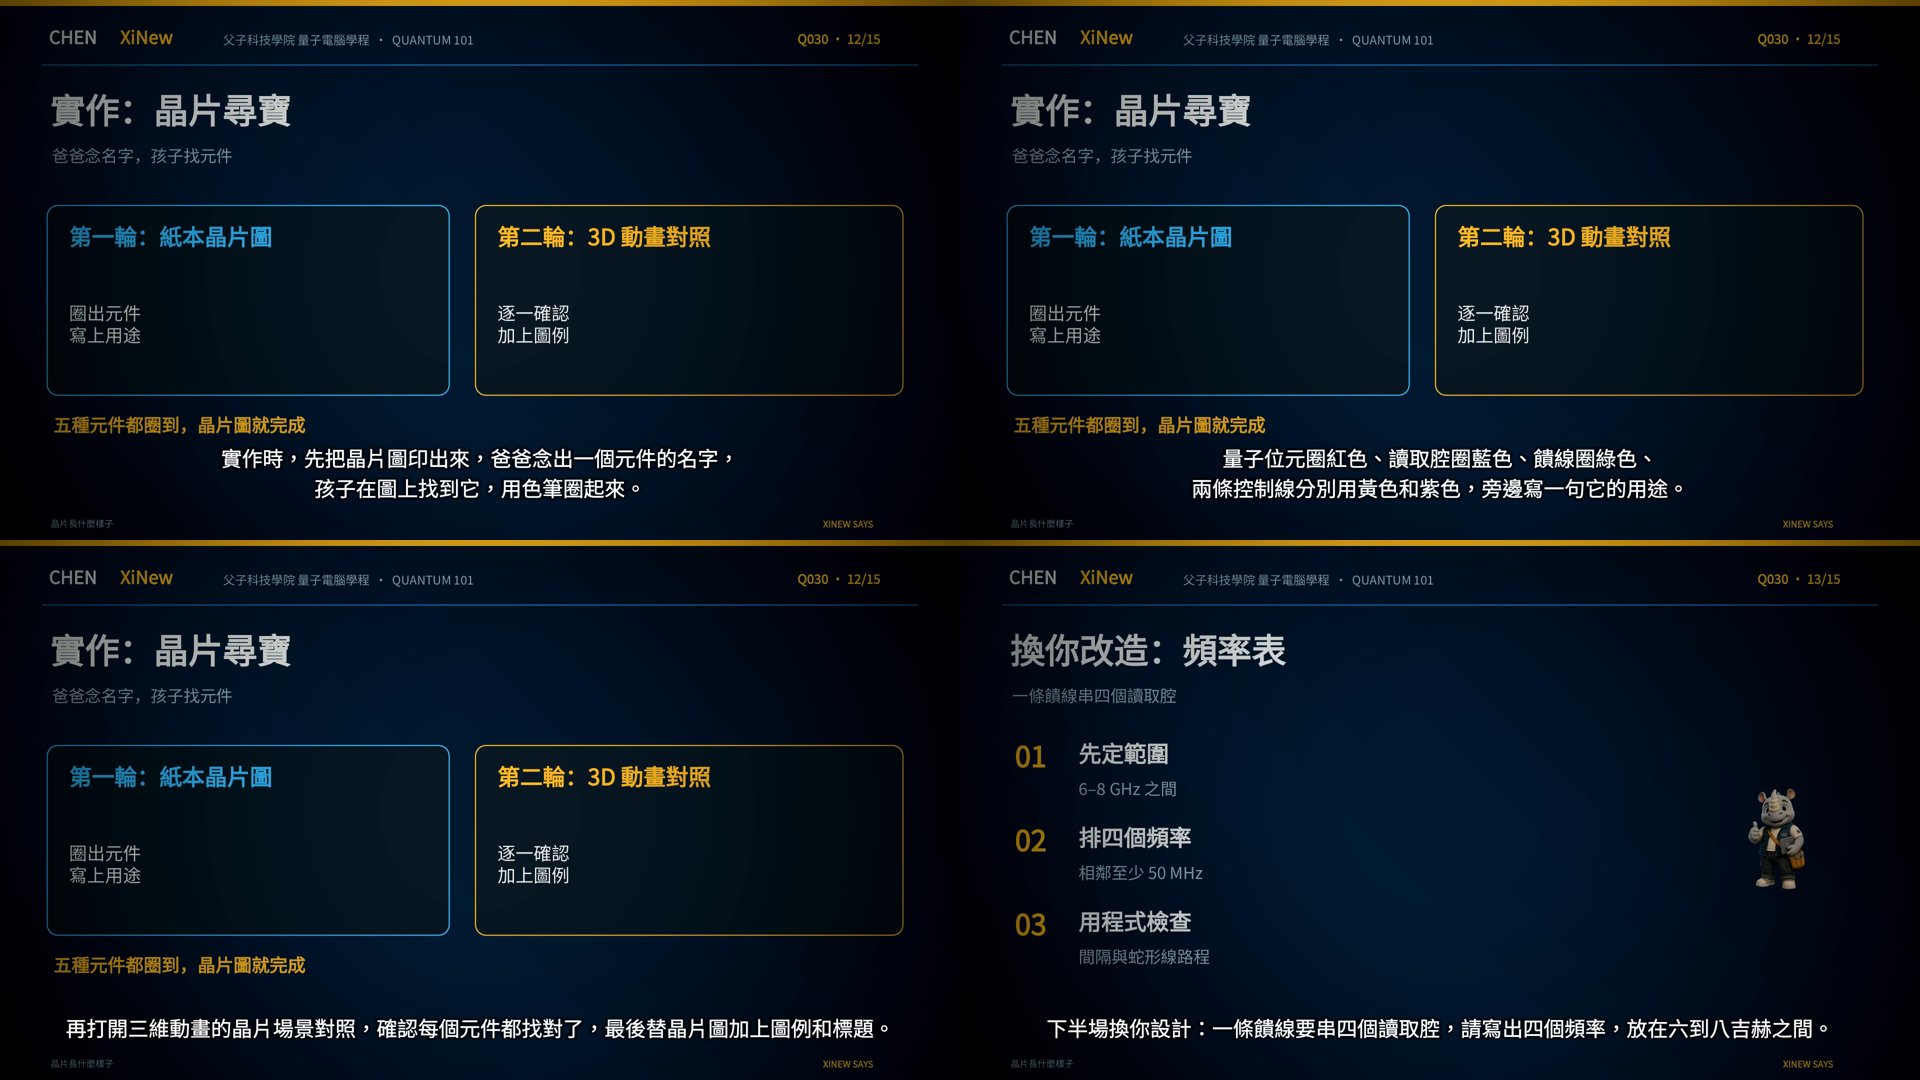 CHEN XiNew 父子科技學院 量子電腦學程 · QUANTUM 101 Q030 · 12/15
實作：晶片尋寶
爸爸念名字，孩子找元件
第一輪：紙本晶片圖
圈出元件
寫上用途
第二輪：3D 動畫對照
逐一確認
加上圖例
五種元件都圈到，晶片圖就完成
實作時，先把晶片圖印出來，爸爸念出一個元件的名字，
孩子在圖上找到它，用色筆圈起來。
晶片長什麼樣子 XINEW SAYS
CHEN XiNew 父子科技學院 量子電腦學程 · QUANTUM 101 Q030 · 12/15
實作：晶片尋寶
爸爸念名字，孩子找元件
第一輪：紙本晶片圖
圈出元件
寫上用途
第二輪：3D 動畫對照
逐一確認
加上圖例
五種元件都圈到，晶片圖就完成
量子位元圈紅色、讀取腔圈藍色、饋線圈綠色、
兩條控制線分別用黃色和紫色，旁邊寫一句它的用途。
晶片長什麼樣子 XINEW SAYS
CHEN XiNew 父子科技學院 量子電腦學程 · QUANTUM 101 Q030 · 12/15
實作：晶片尋寶
爸爸念名字，孩子找元件
第一輪：紙本晶片圖
圈出元件
寫上用途
第二輪：3D 動畫對照
逐一確認
加上圖例
五種元件都圈到，晶片圖就完成
再打開三維動畫的晶片場景對照，確認每個元件都找對了，最後替晶片圖加上圖例和標題。
晶片長什麼樣子 XINEW SAYS
CHEN XiNew 父子科技學院 量子電腦學程 · QUANTUM 101 Q030 · 13/15
換你改造：頻率表
一條饋線串四個讀取腔
01 先定範圍
6–8 GHz 之間
02 排四個頻率
相鄰至少 50 MHz
03 用程式檢查
間隔與蛇形線路程
下半場換你設計：一條饋線要串四個讀取腔，請寫出四個頻率，放在六到八吉赫之間。
晶片長什麼樣子 XINEW SAYS